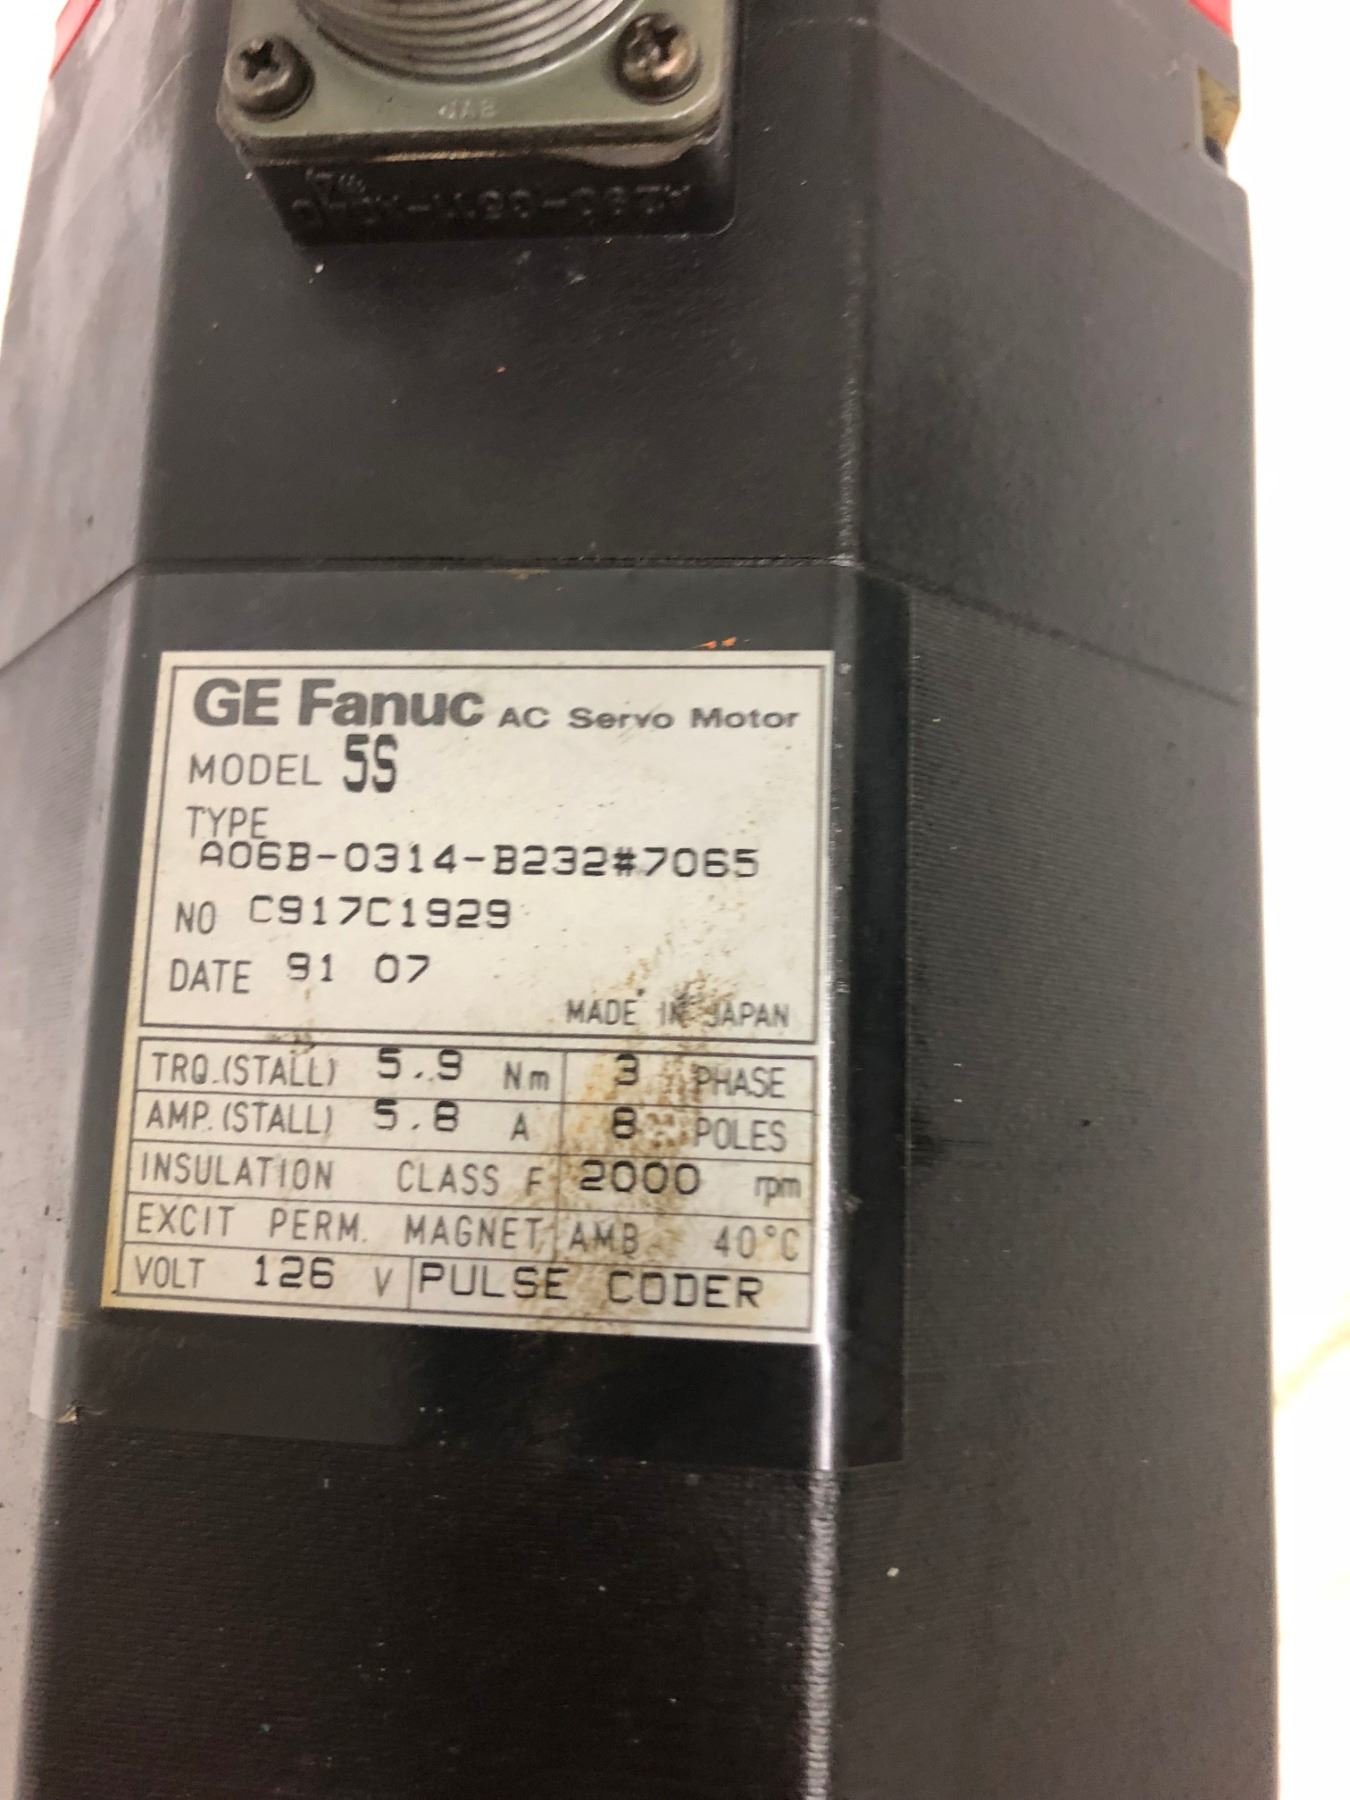 JAE
GE Fanuc AC Servo Motor
MODEL 5S
TYPE
A06B-0314-B232#7065
NO C917C1929
DATE 91 07
MADE IN JAPAN
TRQ.(STALL) 5.9 Nm 3 PHASE
AMP.(STALL) 5.8 A 8 POLES
INSULATION CLASS F 2000 rpm
EXCIT PERM. MAGNET AMB 40°C
VOLT 126 V PULSE CODER